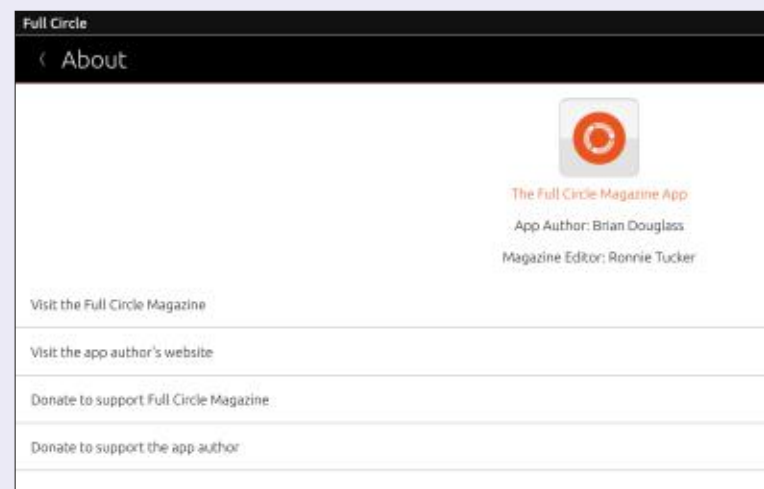 Full Circle
‹ About
The Full Circle Magazine App
App Author: Brian Douglass
Magazine Editor: Ronnie Tucker
Visit the Full Circle Magazine
Visit the app author's website
Donate to support Full Circle Magazine
Donate to support the app author